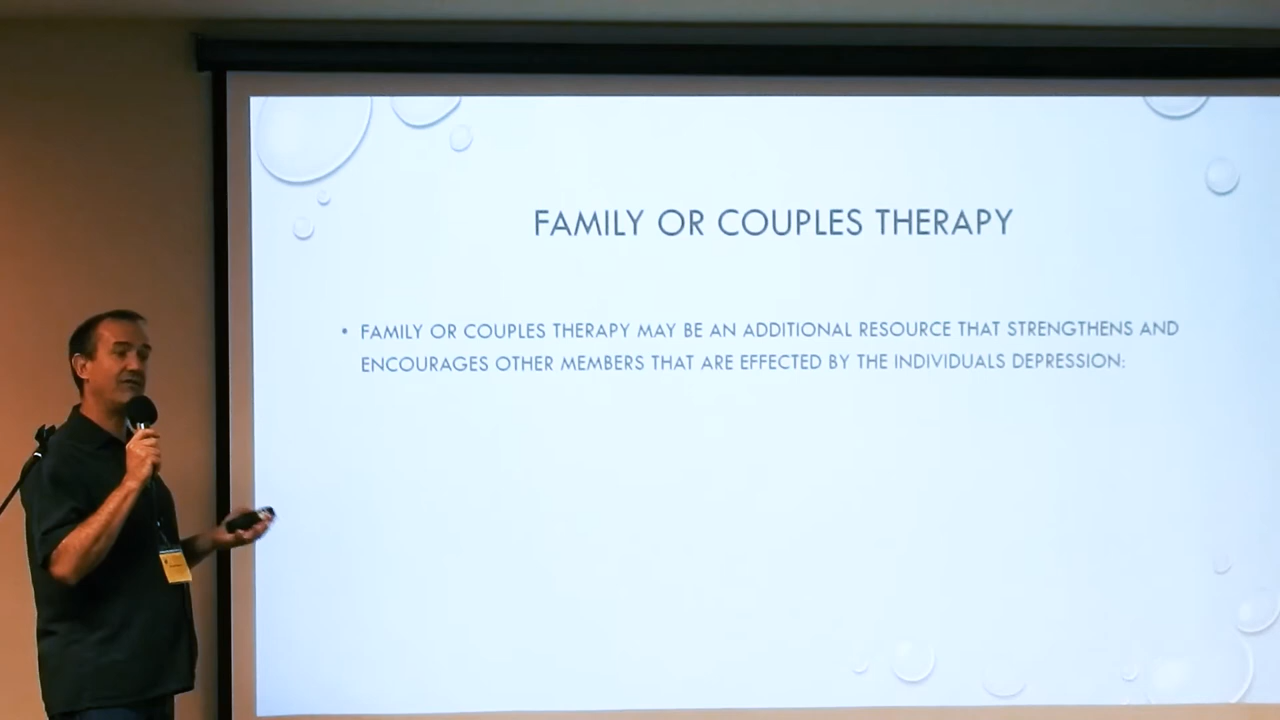 FAMILY OR COUPLES THERAPY
• FAMILY OR COUPLES THERAPY MAY BE AN ADDITIONAL RESOURCE THAT STRENGTHENS AND
ENCOURAGES OTHER MEMBERS THAT ARE EFFECTED BY THE INDIVIDUALS DEPRESSION: